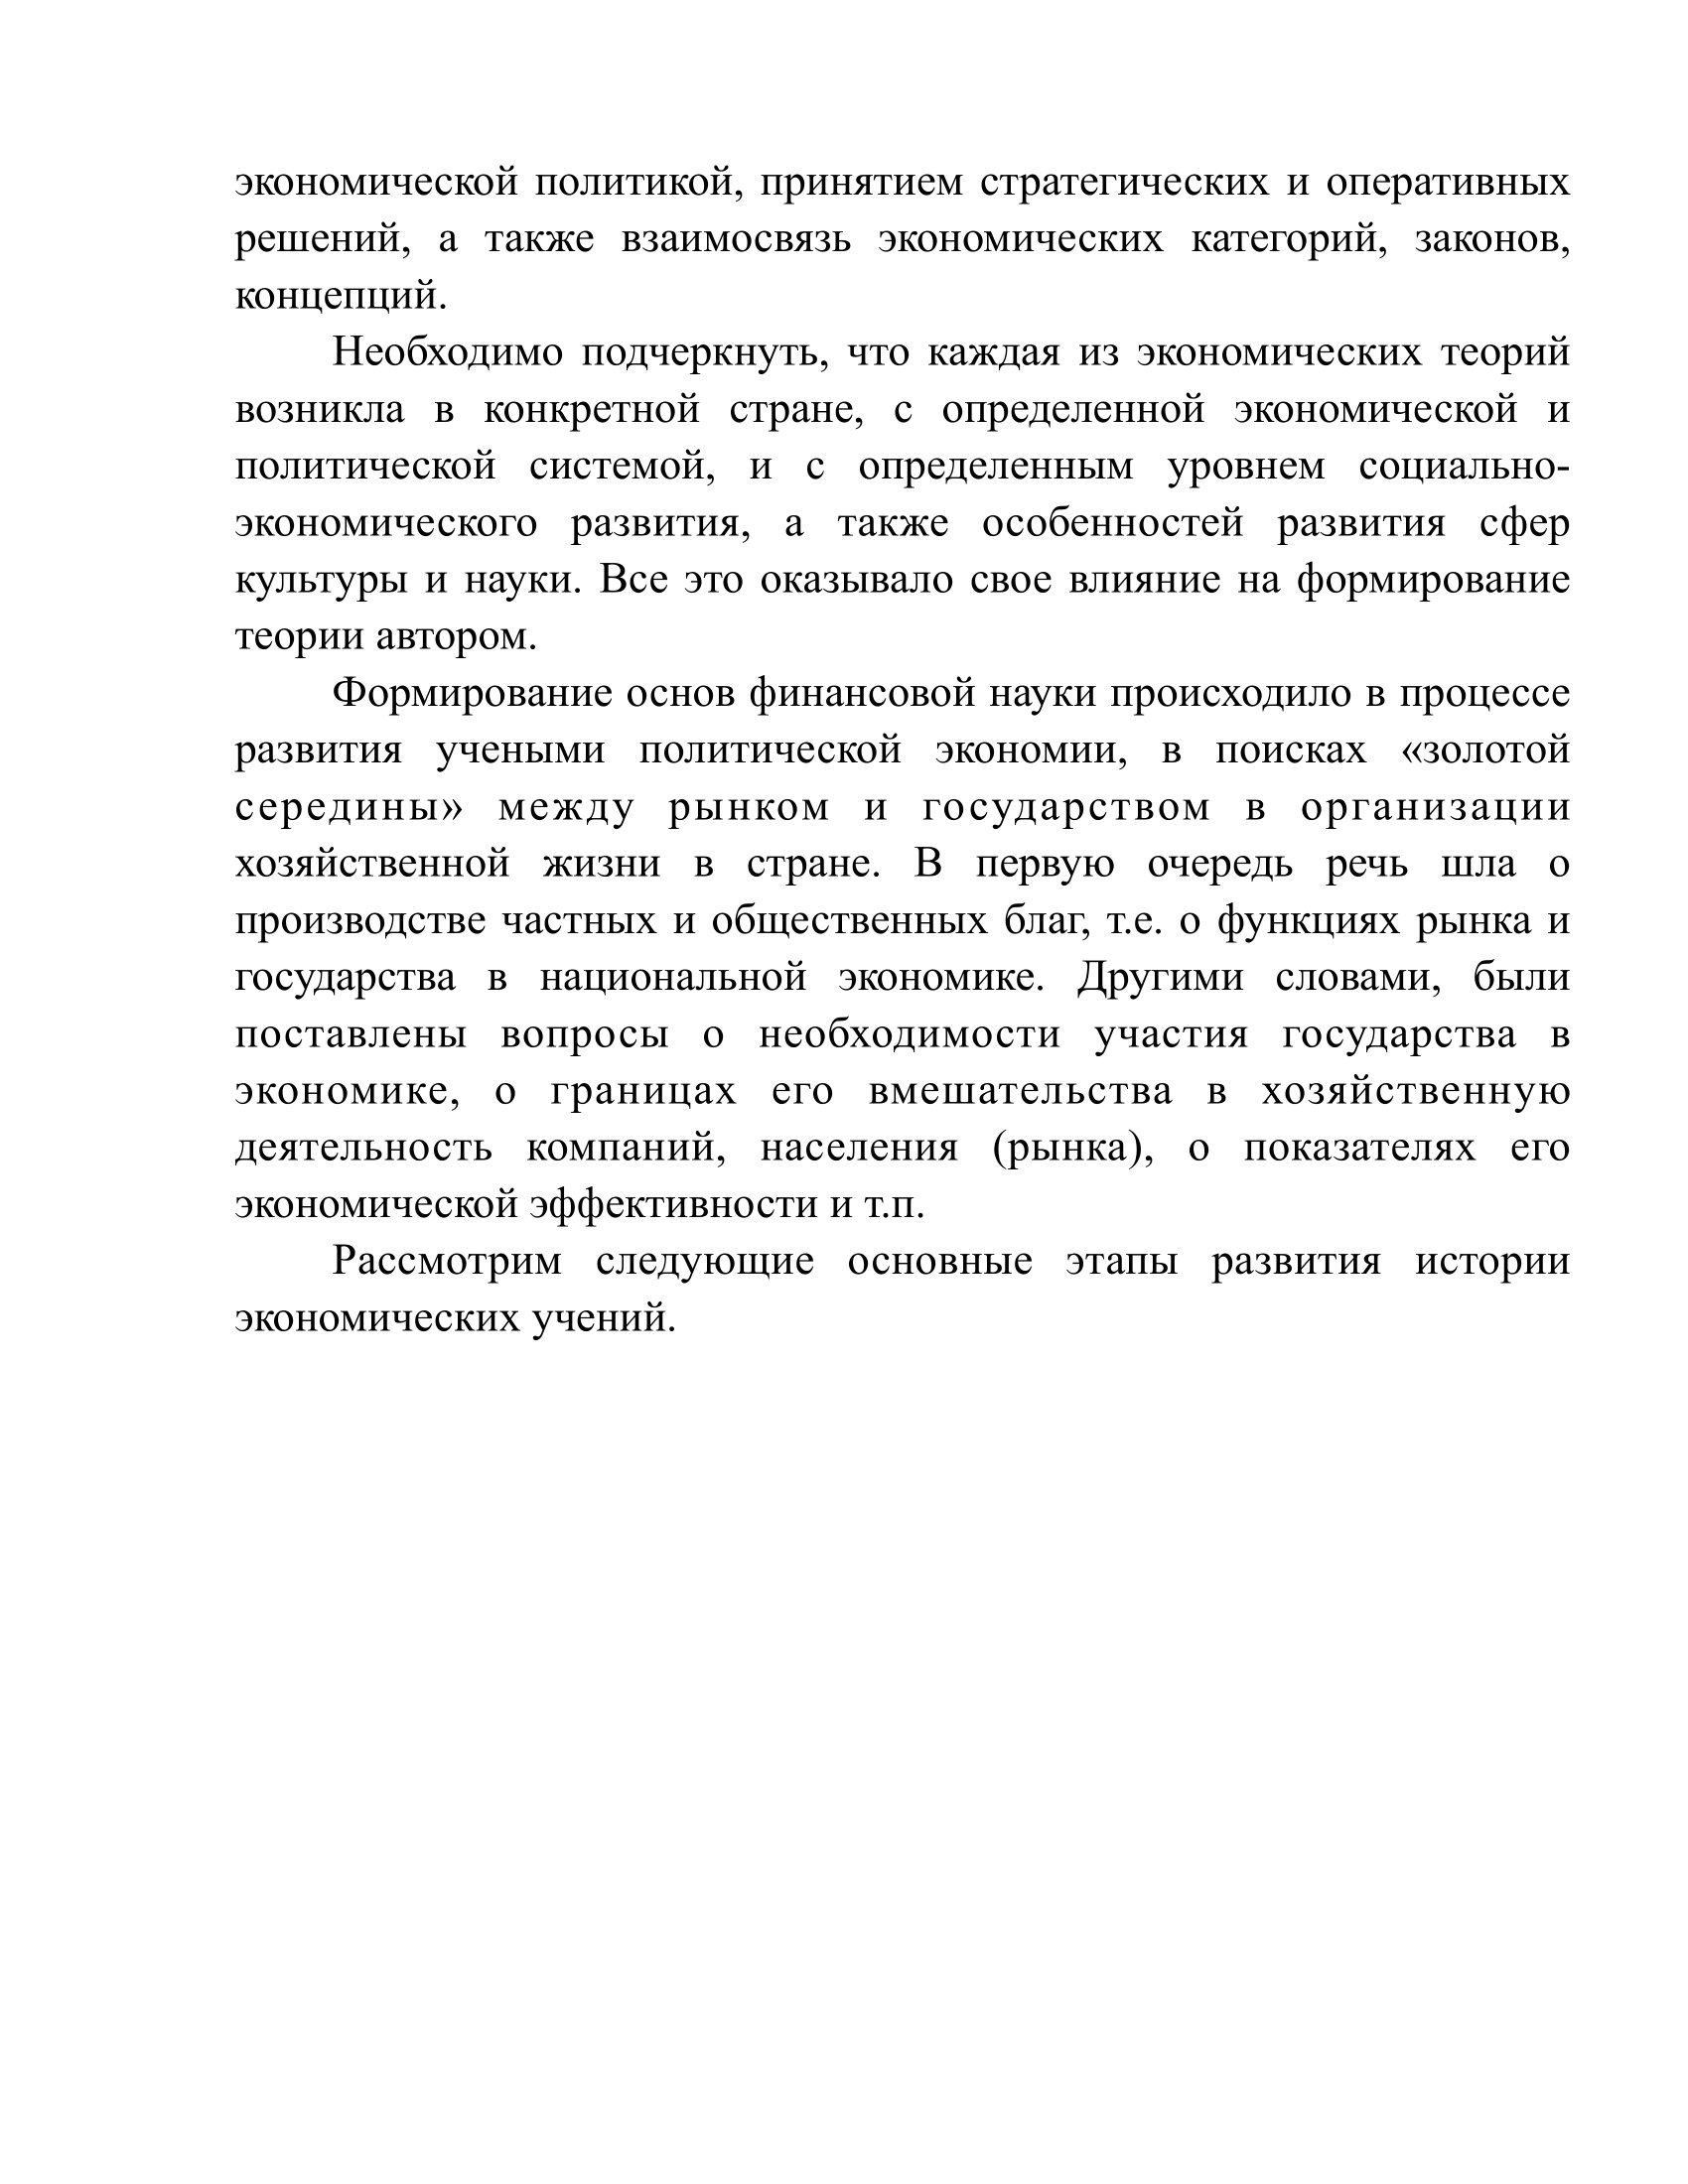 экономической политикой, принятием стратегических и оперативных
решений, а также взаимосвязь экономических категорий, законов,
концепций.
Необходимо подчеркнуть, что каждая из экономических теорий
возникла в конкретной стране, с определенной экономической и
политической системой, и с определенным уровнем социально-
экономического развития, а также особенностей развития сфер
культуры и науки. Все это оказывало свое влияние на формирование
теории автором.
Формирование основ финансовой науки происходило в процессе
развития учеными политической экономии, в поисках «золотой
середины» между рынком и государством в организации
хозяйственной жизни в стране. В первую очередь речь шла о
производстве частных и общественных благ, т.е. о функциях рынка и
государства в национальной экономике. Другими словами, были
поставлены вопросы о необходимости участия государства в
экономике, о границах его вмешательства в хозяйственную
деятельность компаний, населения (рынка), о показателях его
экономической эффективности и т.п.
Рассмотрим следующие основные этапы развития истории
экономических учений.